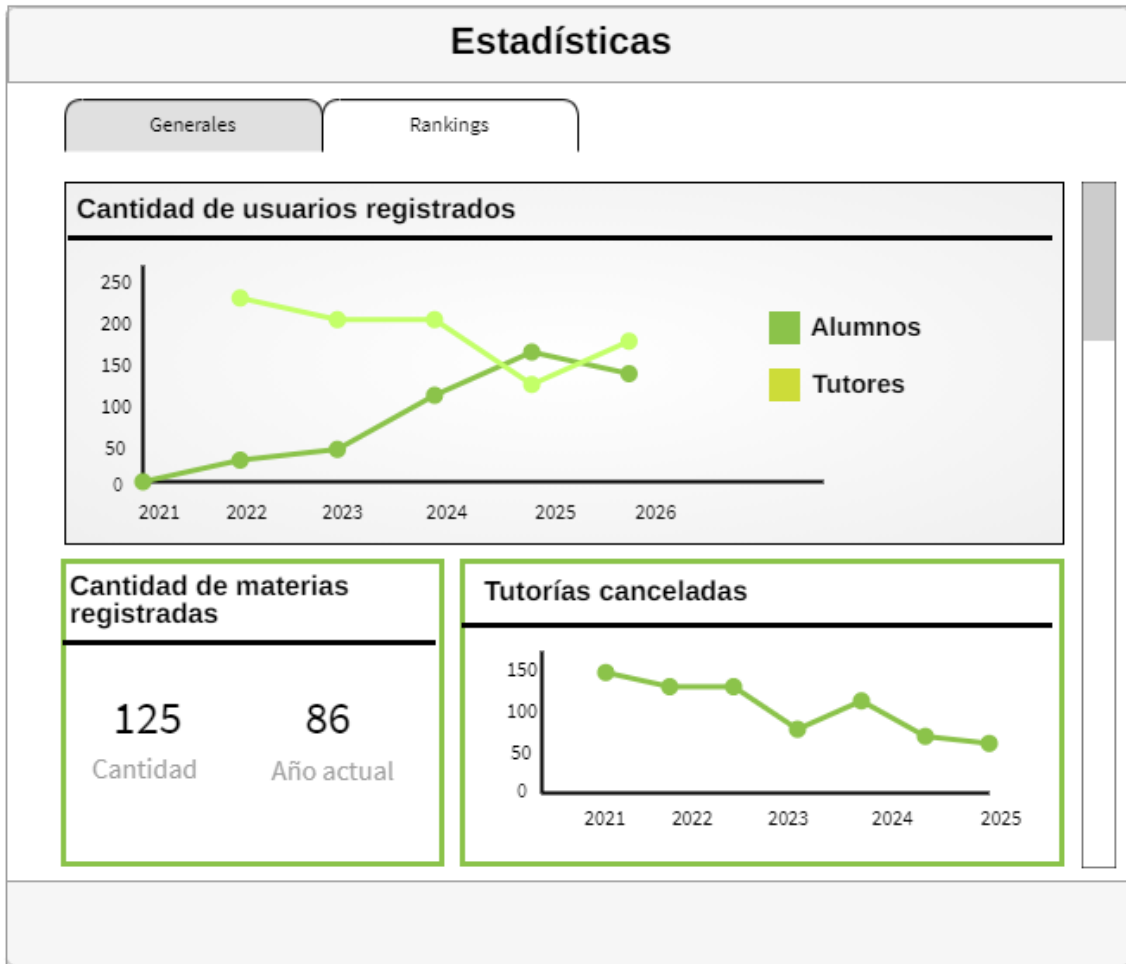 Estadísticas
Generales
Rankings
Cantidad de usuarios registrados
250
200
150
100
50
0
2021 2022 2023 2024 2025 2026
Alumnos
Tutores
Cantidad de materias
registradas
125 86
Cantidad Año actual
Tutorías canceladas
150
100
50
0
2021 2022 2023 2024 2025